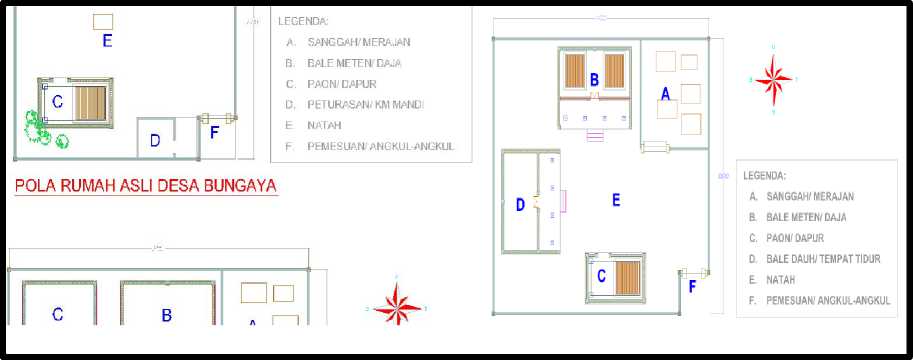 E
C
D
F
LEGENDA:
A. SANGGAH/ MERAJAN
B. BALE METEN/ DAJA
C. PAON/ DAPUR
D. PETURASAN/ KM MANDI
E. NATAH
F. PEMESUAN/ ANGKUL-ANGKUL
POLA RUMAH ASLI DESA BUNGAYA
C
B
A
B
A
D
E
C
F
LEGENDA:
A. SANGGAH/ MERAJAN
B. BALE METEN/ DAJA
C. PAON/ DAPUR
D. BALE DAUH/ TEMPAT TIDUR
E. NATAH
F. PEMESUAN/ ANGKUL-ANGKUL